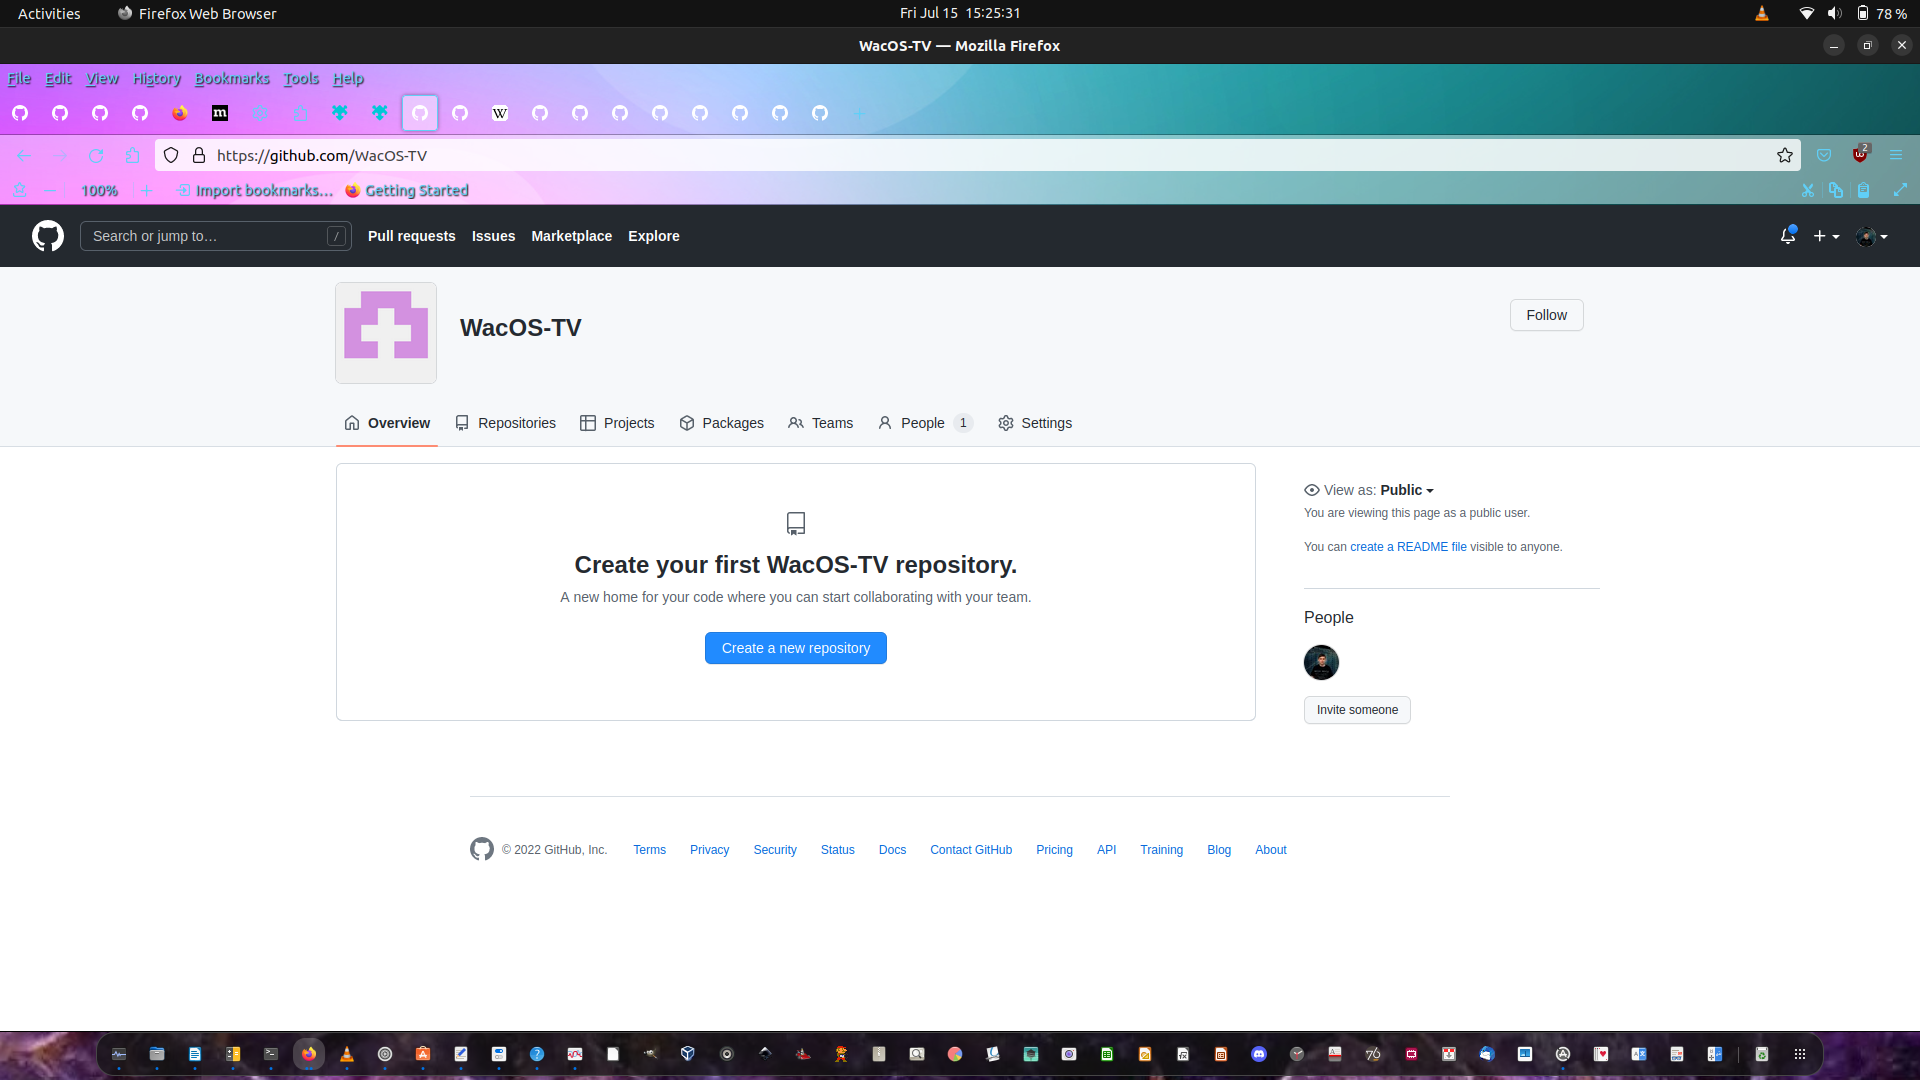 Activities
Firefox Web Browser
Fri Jul 15 15:25:31
78 %
WacOS-TV — Mozilla Firefox
File Edit View History Bookmarks Tools Help
https://github.com/WacOS-TV
2
100%
Import bookmarks…
Getting Started
Search or jump to…
/
Pull requests
Issues
Marketplace
Explore
WacOS-TV
Follow
Overview
Repositories
Projects
Packages
Teams
People 1
Settings
Create your first WacOS-TV repository.
A new home for your code where you can start collaborating with your team.
Create a new repository
View as: Public
You are viewing this page as a public user.
You can create a README file visible to anyone.
People
Invite someone
© 2022 GitHub, Inc.
Terms
Privacy
Security
Status
Docs
Contact GitHub
Pricing
API
Training
Blog
About